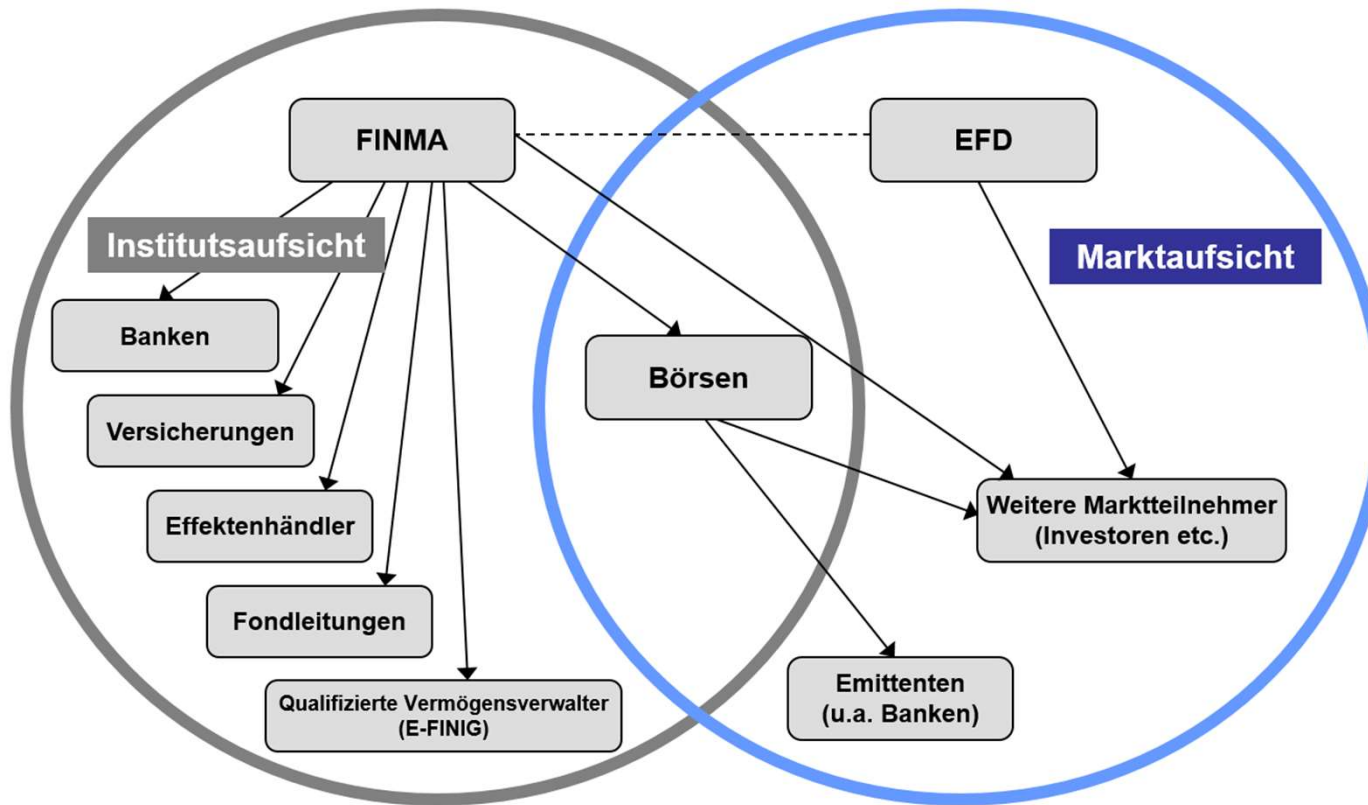 FINMA
EFD
Institutsaufsicht
Marktaufsicht
Banken
Börsen
Versicherungen
Effektenhändler
Weitere Marktteilnehmer
(Investoren etc.)
Fondleitungen
Qualifizierte Vermögensverwalter
(E-FINIG)
Emittenten
(u.a. Banken)